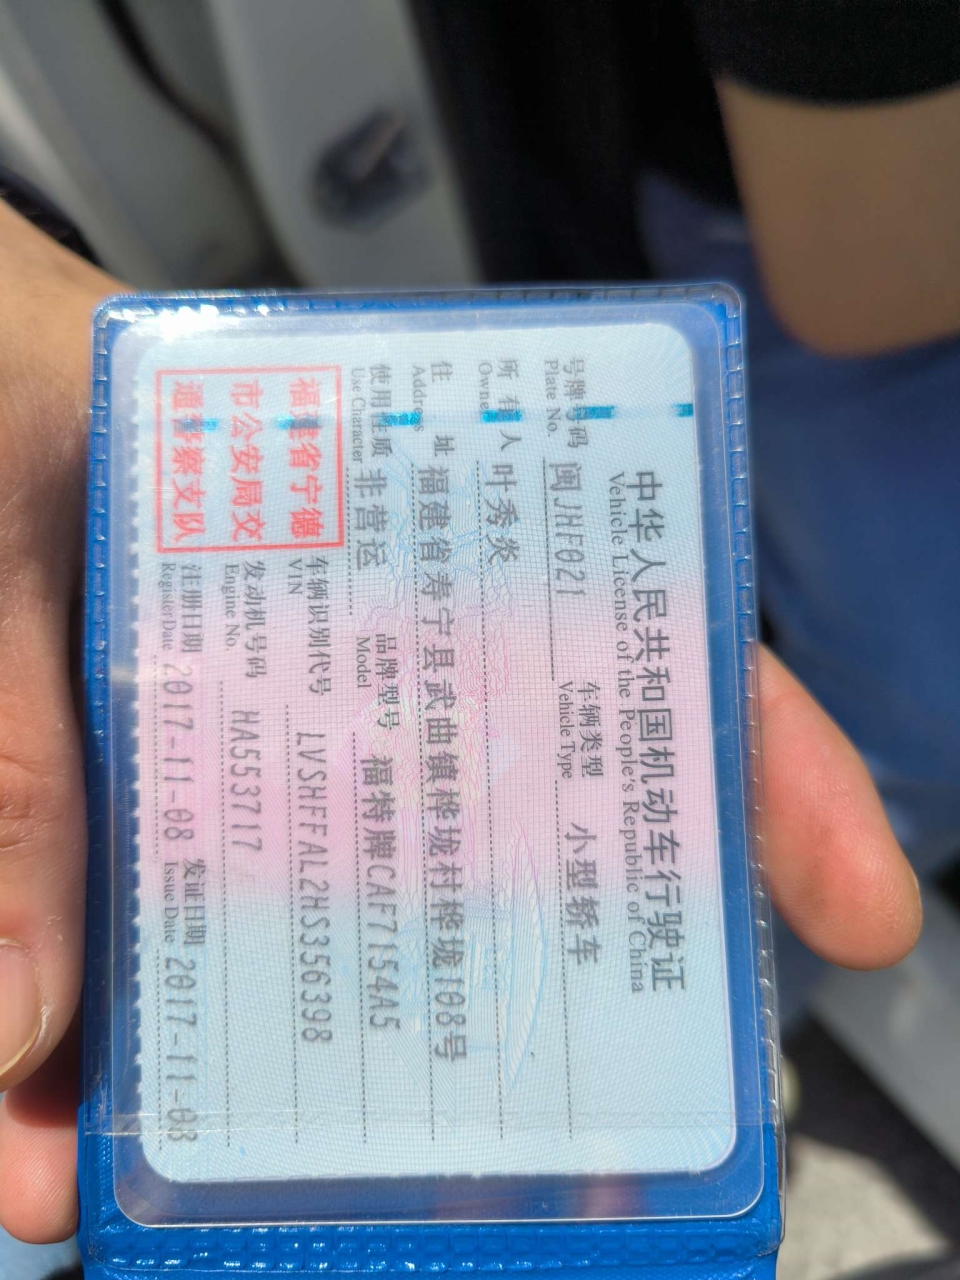 中华人民共和国机动车行驶证
Vehicle License of the People's Republic of China
号牌号码 闽JHF021 车辆类型 小型轿车
Plate No. Vehicle Type
所有人 叶秀炎
Owner
住址 福建省寿宁县武曲镇桦垅村桦垅108号
Address
使用性质 非营运 品牌型号 福特牌CAF7154A5
Use Character Model
福建省宁德
市公安局交
通警察支队
车辆识别代号 LVSHFFAL2HS356398
VIN
发动机号码 HA553717
Engine No.
注册日期 2017-11-08 发证日期 2017-11-08
Register Date Issue Date